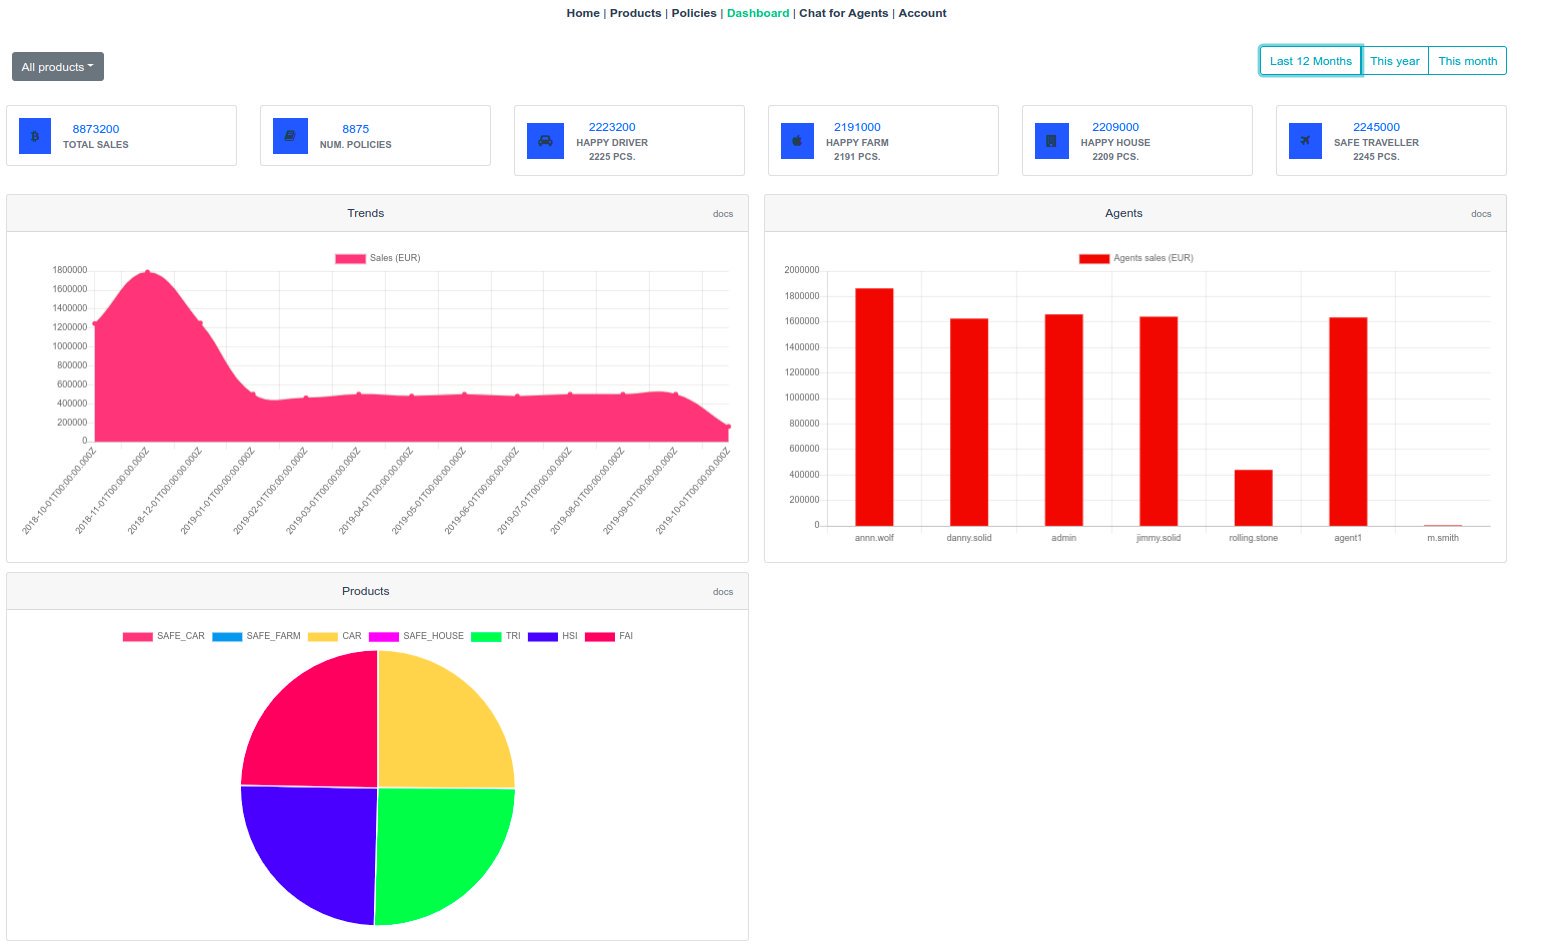 Home | Products | Policies | Dashboard | Chat for Agents | Account
All products
Last 12 Months
This year
This month
8873200
TOTAL SALES
8875
NUM. POLICIES
2223200
HAPPY DRIVER
2225 PCS.
2191000
HAPPY FARM
2191 PCS.
2209000
HAPPY HOUSE
2209 PCS.
2245000
SAFE TRAVELLER
2245 PCS.
Trends
docs
Sales (EUR)
1800000
1600000
1400000
1200000
1000000
800000
600000
400000
200000
0
2018-10-01T00:00:00.000Z
2018-11-01T00:00:00.000Z
2018-12-01T00:00:00.000Z
2019-01-01T00:00:00.000Z
2019-02-01T00:00:00.000Z
2019-03-01T00:00:00.000Z
2019-04-01T00:00:00.000Z
2019-05-01T00:00:00.000Z
2019-06-01T00:00:00.000Z
2019-07-01T00:00:00.000Z
2019-08-01T00:00:00.000Z
2019-09-01T00:00:00.000Z
2019-10-01T00:00:00.000Z
Agents
docs
Agents sales (EUR)
2000000
1800000
1600000
1400000
1200000
1000000
800000
600000
400000
200000
0
annn.wolf
danny.solid
admin
jimmy.solid
rolling.stone
agent1
m.smith
Products
docs
SAFE_CAR
SAFE_FARM
CAR
SAFE_HOUSE
TRI
HSI
FAI